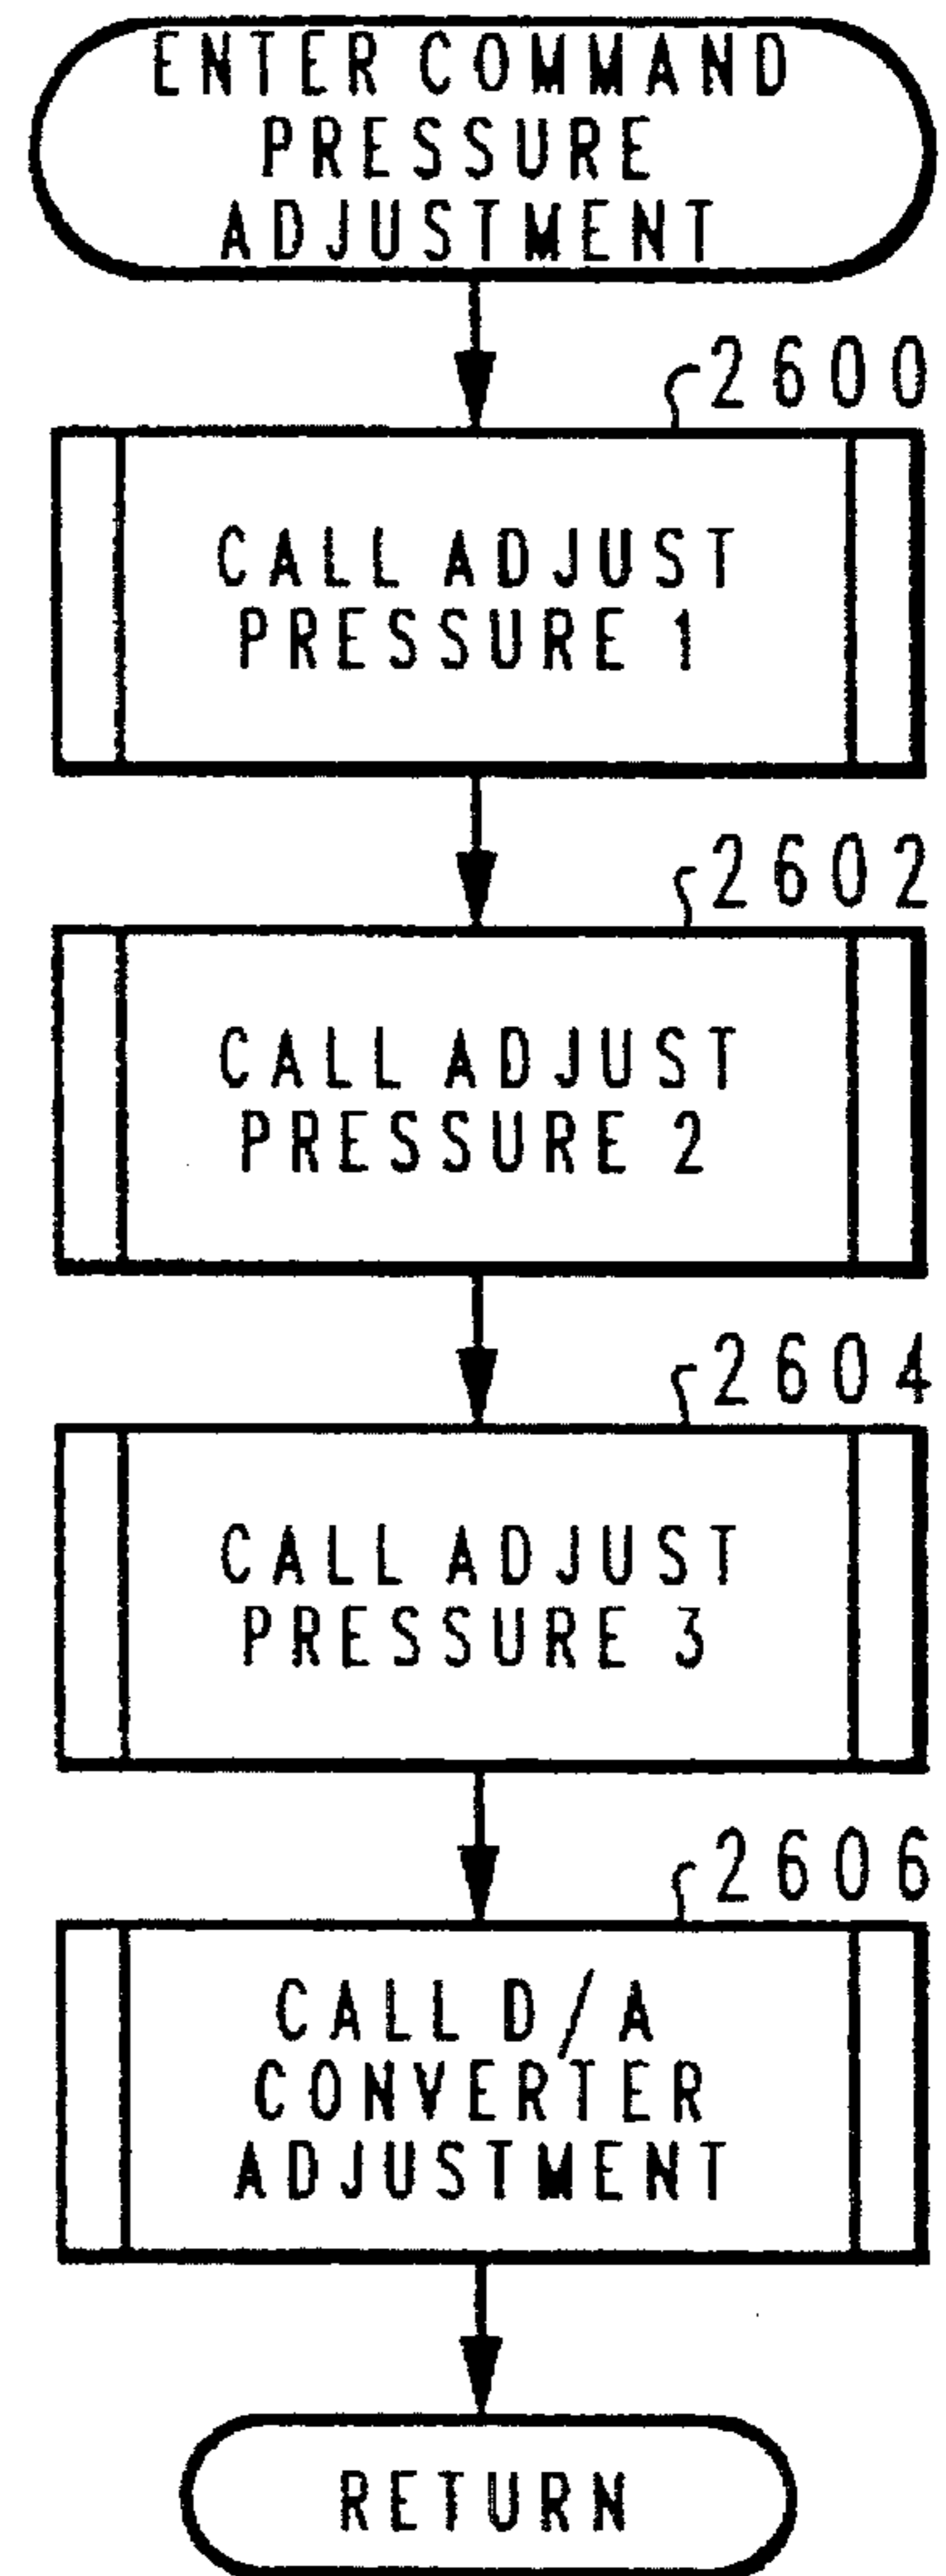 ENTER COMMAND
PRESSURE
ADJUSTMENT
2600
CALL ADJUST
PRESSURE 1
2602
CALL ADJUST
PRESSURE 2
2604
CALL ADJUST
PRESSURE 3
2606
CALL D/A
CONVERTER
ADJUSTMENT
RETURN